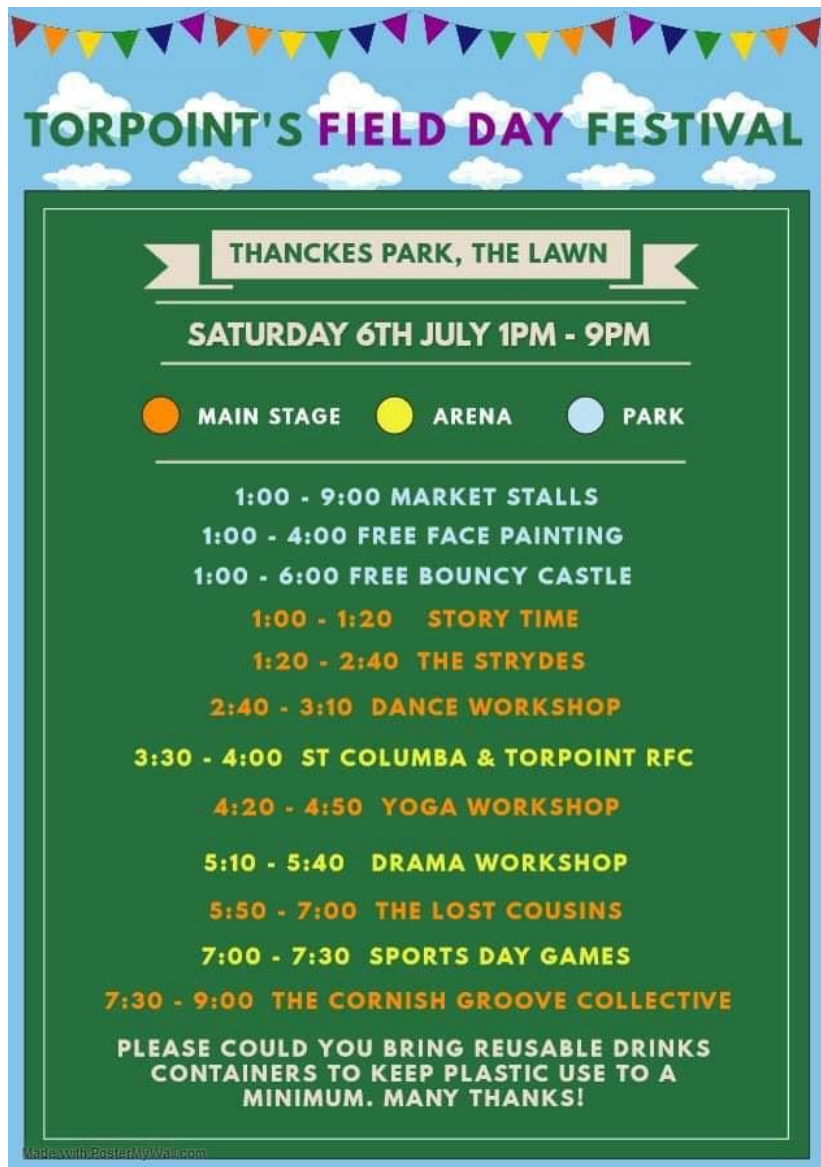 TORPOINT'S FIELD DAY FESTIVAL
THANCKES PARK, THE LAWN
SATURDAY 6TH JULY 1PM - 9PM
MAIN STAGE ARENA PARK
1:00 - 9:00 MARKET STALLS
1:00 - 4:00 FREE FACE PAINTING
1:00 - 6:00 FREE BOUNCY CASTLE
1:00 - 1:20 STORY TIME
1:20 - 2:40 THE STRYDES
2:40 - 3:10 DANCE WORKSHOP
3:30 - 4:00 ST COLUMBA & TORPOINT RFC
4:20 - 4:50 YOGA WORKSHOP
5:10 - 5:40 DRAMA WORKSHOP
5:50 - 7:00 THE LOST COUSINS
7:00 - 7:30 SPORTS DAY GAMES
7:30 - 9:00 THE CORNISH GROOVE COLLECTIVE
PLEASE COULD YOU BRING REUSABLE DRINKS
CONTAINERS TO KEEP PLASTIC USE TO A
MINIMUM. MANY THANKS!
Made with PosterMyWall.com